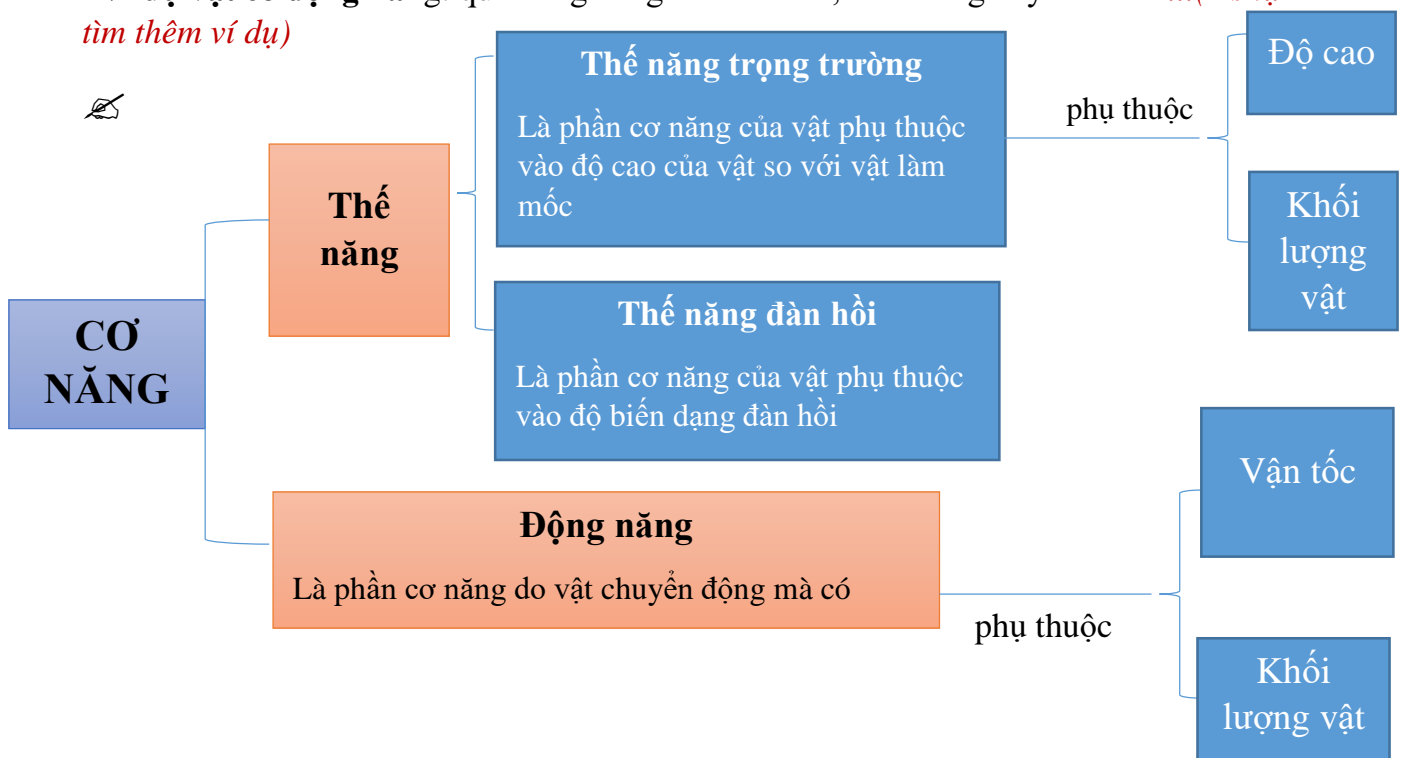 tìm thêm ví dụ)
Thế năng trọng trường
Là phần cơ năng của vật phụ thuộc
vào độ cao của vật so với vật làm
mốc
phụ thuộc
Độ cao
Khối
lượng
vật
Thế
năng
Thế năng đàn hồi
Là phần cơ năng của vật phụ thuộc
vào độ biến dạng đàn hồi
CƠ
NĂNG
Động năng
Là phần cơ năng do vật chuyển động mà có
phụ thuộc
Vận tốc
Khối
lượng vật